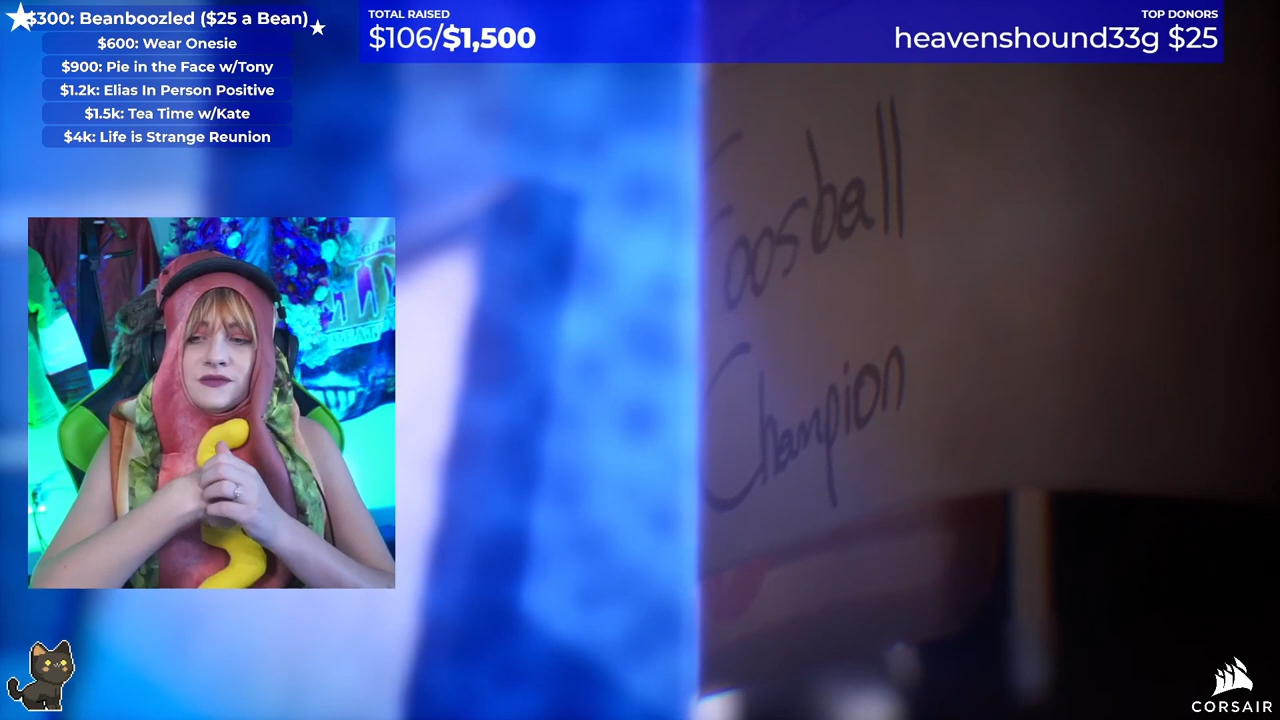 $300: Beanboozled ($25 a Bean)
$600: Wear Onesie
$900: Pie in the Face w/Tony
$1.2k: Elias In Person Positive
$1.5k: Tea Time w/Kate
$4k: Life is Strange Reunion
TOTAL RAISED
$106/$1,500
TOP DONORS
heavenshound33g $25
Foosball
Champion
CORSAIR